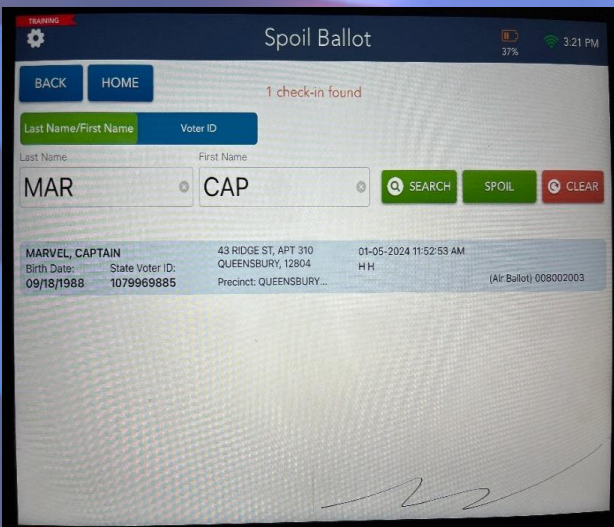 TRAINING
Spoil Ballot
37%
3:21 PM
BACK HOME
1 check-in found
Last Name/First Name Voter ID
Last Name First Name
MAR CAP SEARCH SPOIL CLEAR
MARVEL, CAPTAIN 43 RIDGE ST, APT 310 01-05-2024 11:52:53 AM
Birth Date: State Voter ID: QUEENSBURY, 12804 H H
09/18/1988 1079969885 Precinct: QUEENSBURY... (Air Ballot) 008002003